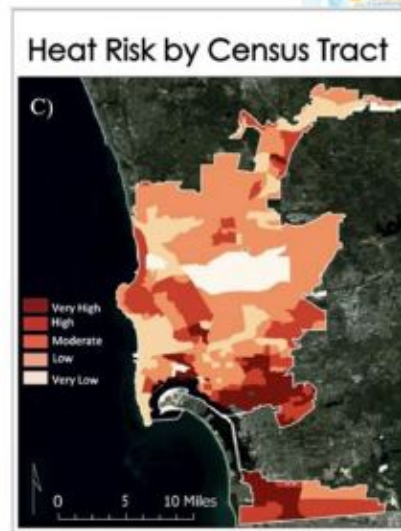 Heat Risk by Census Tract
C)
Very High
High
Moderate
Low
Very Low
0 5 10 Miles